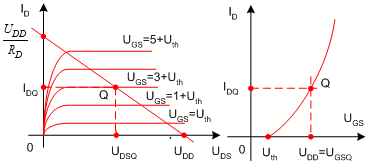 I_D
U_DD
R_D
U_GS=5+U_th
U_GS=3+U_th
I_DQ
Q
U_GS=1+U_th
U_GS=U_th
0
U_DSQ
U_DD
U_DS
I_D
I_DQ
Q
U_GS
0
U_th
U_DD=U_GSQ